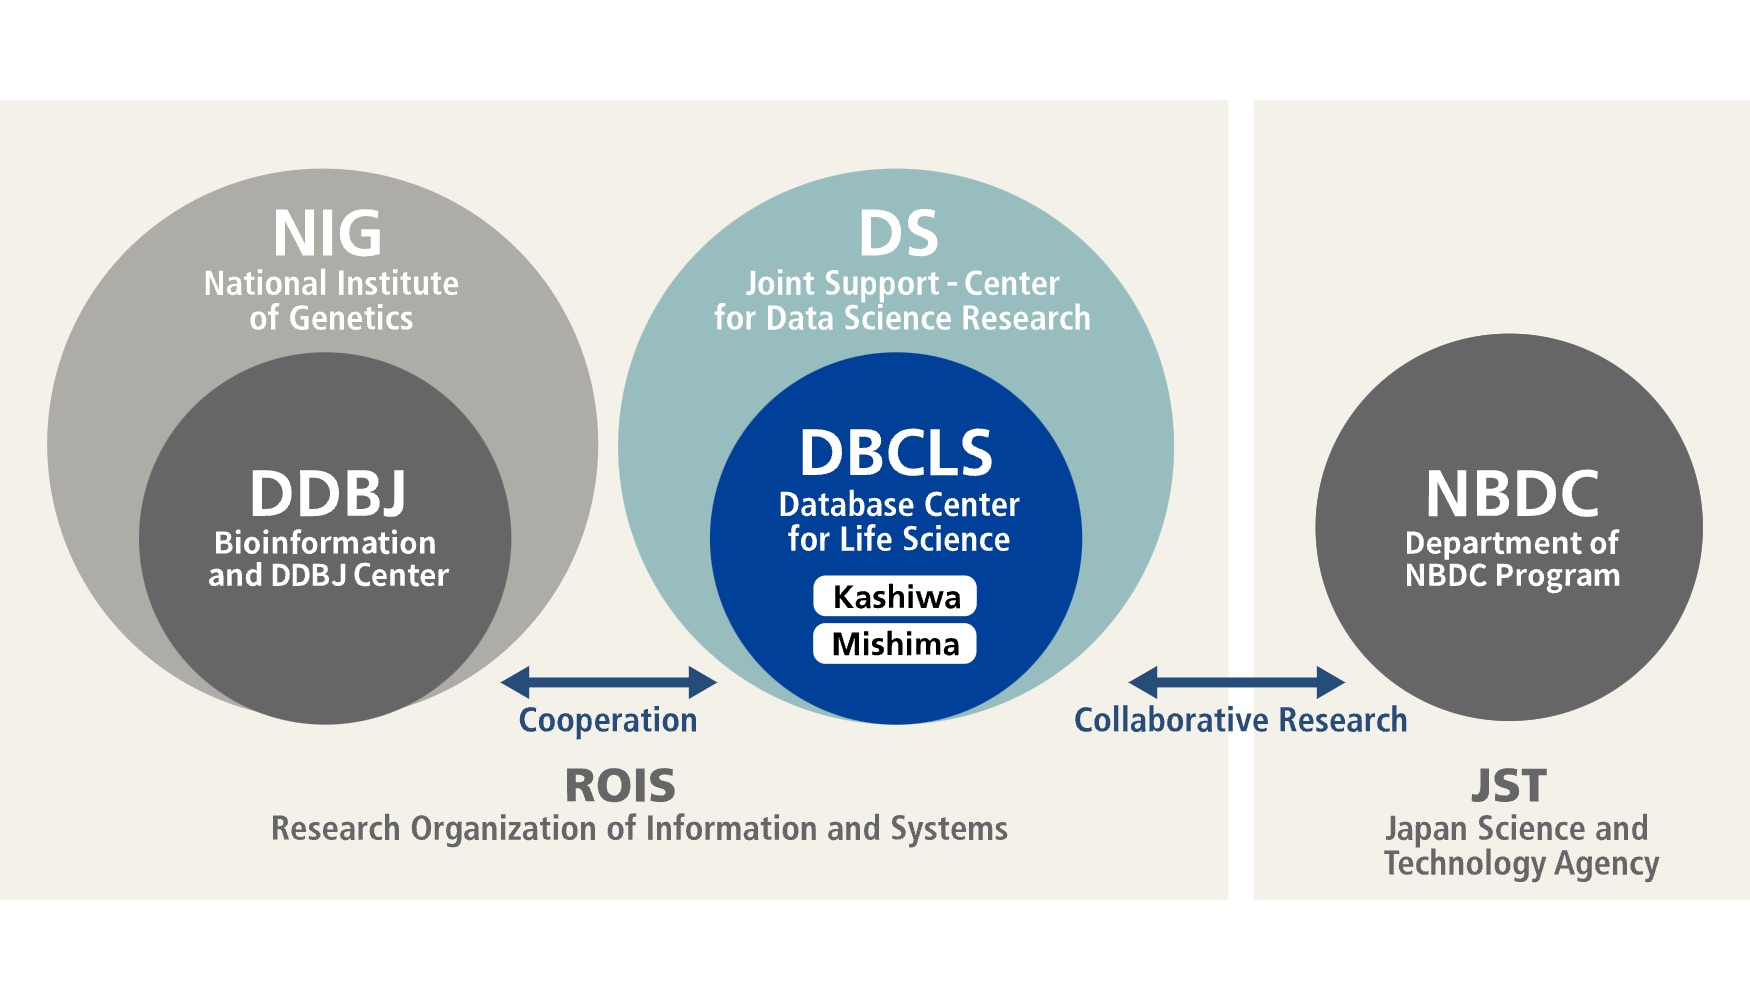 NIG
National Institute
of Genetics
DDBJ
Bioinformation
and DDBJ Center
DS
Joint Support - Center
for Data Science Research
DBCLS
Database Center
for Life Science
Kashiwa
Mishima
Cooperation
ROIS
Research Organization of Information and Systems
Collaborative Research
NBDC
Department of
NBDC Program
JST
Japan Science and
Technology Agency